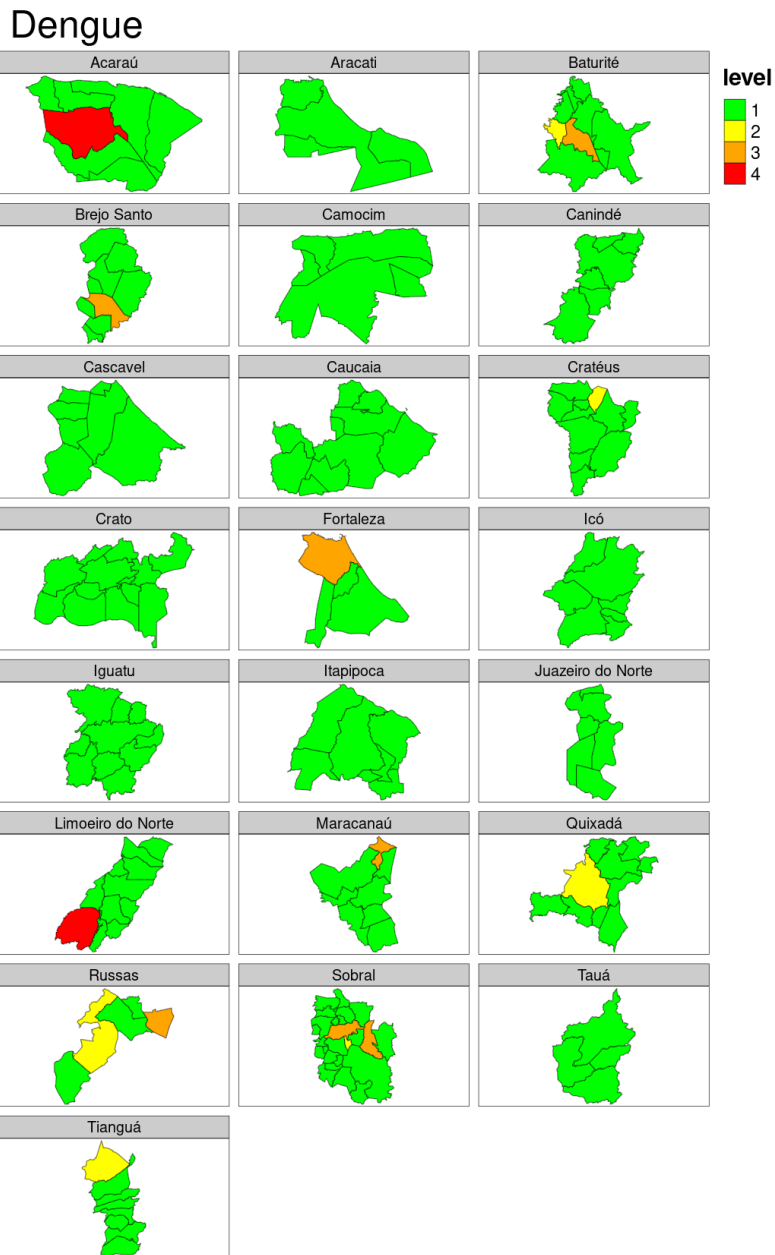 Dengue
Acaraú
Aracati
Baturité
level
1
2
3
4
Brejo Santo
Camocim
Canindé
Cascavel
Caucaia
Cratéus
Crato
Fortaleza
Icó
Iguatu
Itapipoca
Juazeiro do Norte
Limoeiro do Norte
Maracanaú
Quixadá
Russas
Sobral
Tauá
Tianguá